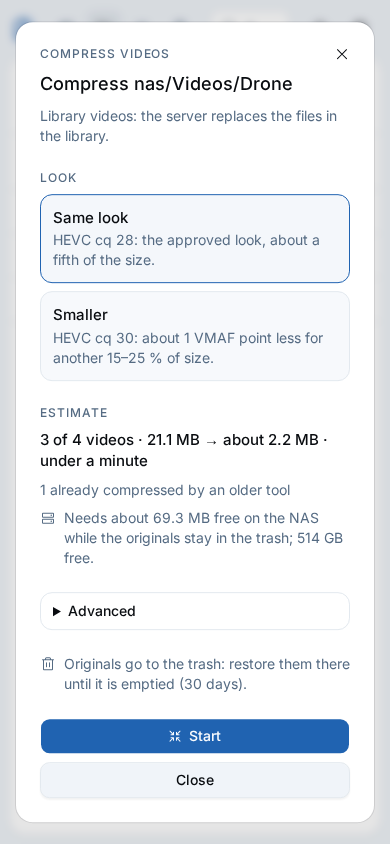 COMPRESS VIDEOS
Compress nas/Videos/Drone
Library videos: the server replaces the files in
the library.
LOOK
Same look
HEVC cq 28: the approved look, about a
fifth of the size.
Smaller
HEVC cq 30: about 1 VMAF point less for
another 15–25 % of size.
ESTIMATE
3 of 4 videos · 21.1 MB → about 2.2 MB ·
under a minute
1 already compressed by an older tool
Needs about 69.3 MB free on the NAS
while the originals stay in the trash; 514 GB
free.
Advanced
Originals go to the trash: restore them there
until it is emptied (30 days).
Start
Close